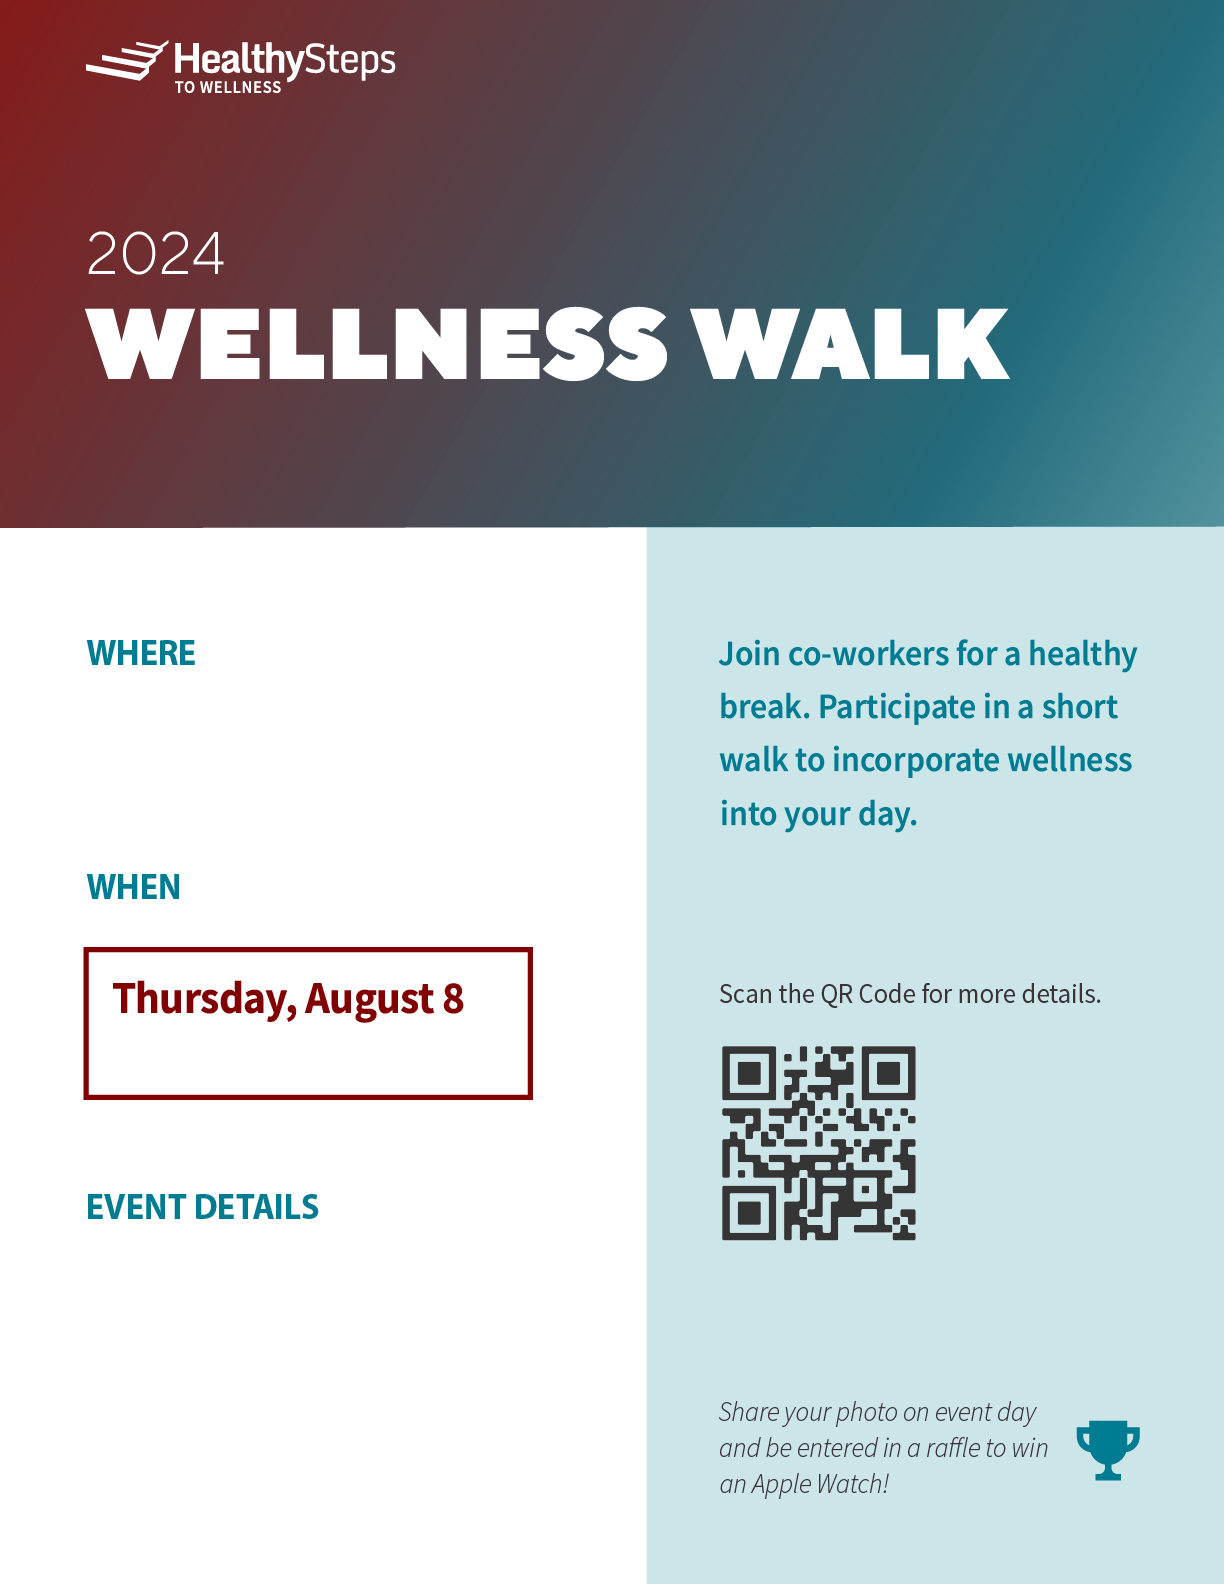 HealthySteps
TO WELLNESS
2024
WELLNESS WALK
WHERE
WHEN
Thursday, August 8
EVENT DETAILS
Join co-workers for a healthy
break. Participate in a short
walk to incorporate wellness
into your day.
Scan the QR Code for more details.
Share your photo on event day
and be entered in a raffle to win
an Apple Watch!